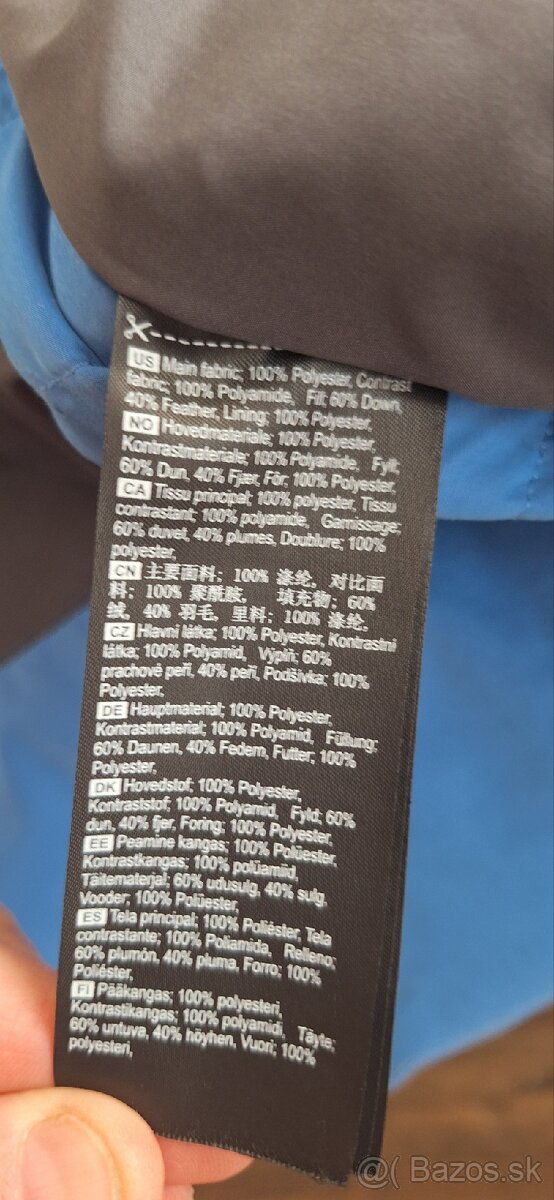 US Main fabric; 100% Polyester, Contrast
fabric; 100% Polyamide, Fill: 60% Down,
40% Feather, Lining; 100% Polyester,
NO Hovedmateriale; 100% Polyester,
Kontrastmateriale; 100% Polyamide, Fyll;
60% Dun, 40% Fjær, Fór; 100% Polyester,
CA Tissu principal; 100% polyester, Tissu
contrastant; 100% polyamide, Garnissage;
60% duvet, 40% plumes, Doublure; 100%
polyester,
CN 主要面料; 100% 涤纶, 对比面
料; 100% 聚酰胺, 填充物; 60%
绒, 40% 羽毛, 里料; 100% 涤纶,
CZ Hlavní látka; 100% Polyester, Kontrastní
látka; 100% Polyamid, Výplň; 60%
prachové peří, 40% peří, Podšívka; 100%
Polyester,
DE Hauptmaterial; 100% Polyester,
Kontrastmaterial; 100% Polyamid, Füllung;
60% Daunen, 40% Federn, Futter; 100%
Polyester,
DK Hovedstof; 100% Polyester,
Kontraststof; 100% Polyamid, Fyld; 60%
dun, 40% fjer, Foring; 100% Polyester,
EE Peamine kangas; 100% Polüester,
Kontrastkangas; 100% polüamiid,
Täitematerjal; 60% udusulg, 40% sulg,
Vooder; 100% Polüester,
ES Tela principal; 100% Poliéster, Tela
contrastante; 100% Poliamida, Relleno;
60% plumón, 40% pluma, Forro; 100%
Poliéster,
FI Pääkangas; 100% polyesteri,
Kontrastikangas; 100% polyamidi, Täyte;
60% untuva, 40% höyhen, Vuori; 100%
polyesteri,
@( Bazos.sk